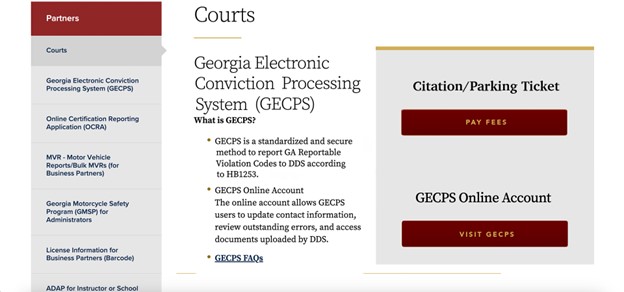 Partners
Courts
Georgia Electronic Conviction
Processing System (GECPS)
Online Certification Reporting
Application (OCRA)
MVR - Motor Vehicle
Reports/Bulk MVRs (for
Business Partners)
Georgia Motorcycle Safety
Program (GMSP) for
Administrators
License Information for
Business Partners (Barcode)
ADAP for Instructor or School
Courts
Georgia Electronic
Conviction Processing
System (GECPS)
What is GECPS?
• GECPS is a standardized and secure
method to report GA Reportable
Violation Codes to DDS according
to HB1253.
• GECPS Online Account
The online account allows GECPS
users to update contact information,
review outstanding errors, and access
documents uploaded by DDS.
• GECPS FAQs
Citation/Parking Ticket
PAY FEES
GECPS Online Account
VISIT GECPS